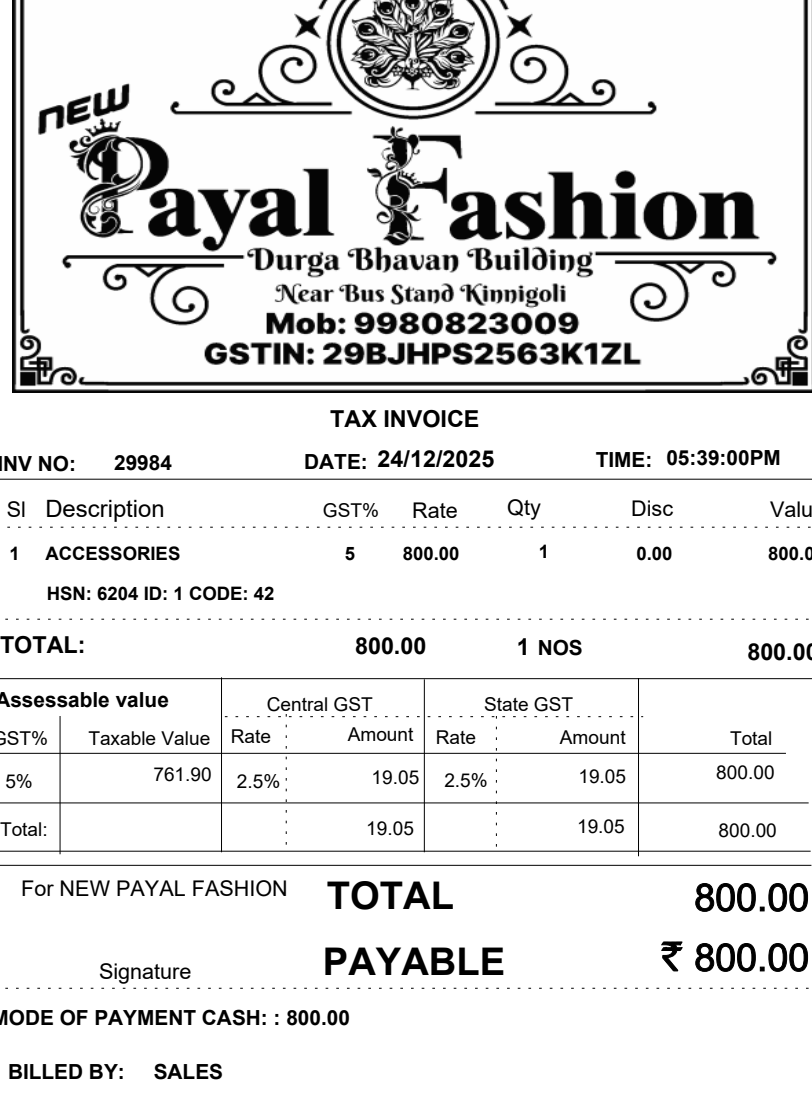 NEW
Payal Fashion
Durga Bhavan Building
Near Bus Stand Kinnigoli
Mob: 9980823009
GSTIN: 29BJHPS2563K1ZL
TAX INVOICE
INV NO: 29984 DATE: 24/12/2025 TIME: 05:39:00PM
Sl Description GST% Rate Qty Disc Valu
1 ACCESSORIES 5 800.00 1 0.00 800.0
HSN: 6204 ID: 1 CODE: 42
TOTAL: 800.00 1 NOS 800.00
Assessable value Central GST State GST
GST% Taxable Value Rate Amount Rate Amount Total
5% 761.90 2.5% 19.05 2.5% 19.05 800.00
Total: 19.05 19.05 800.00
For NEW PAYAL FASHION TOTAL 800.00
Signature PAYABLE ₹ 800.00
MODE OF PAYMENT CASH: : 800.00
BILLED BY: SALES